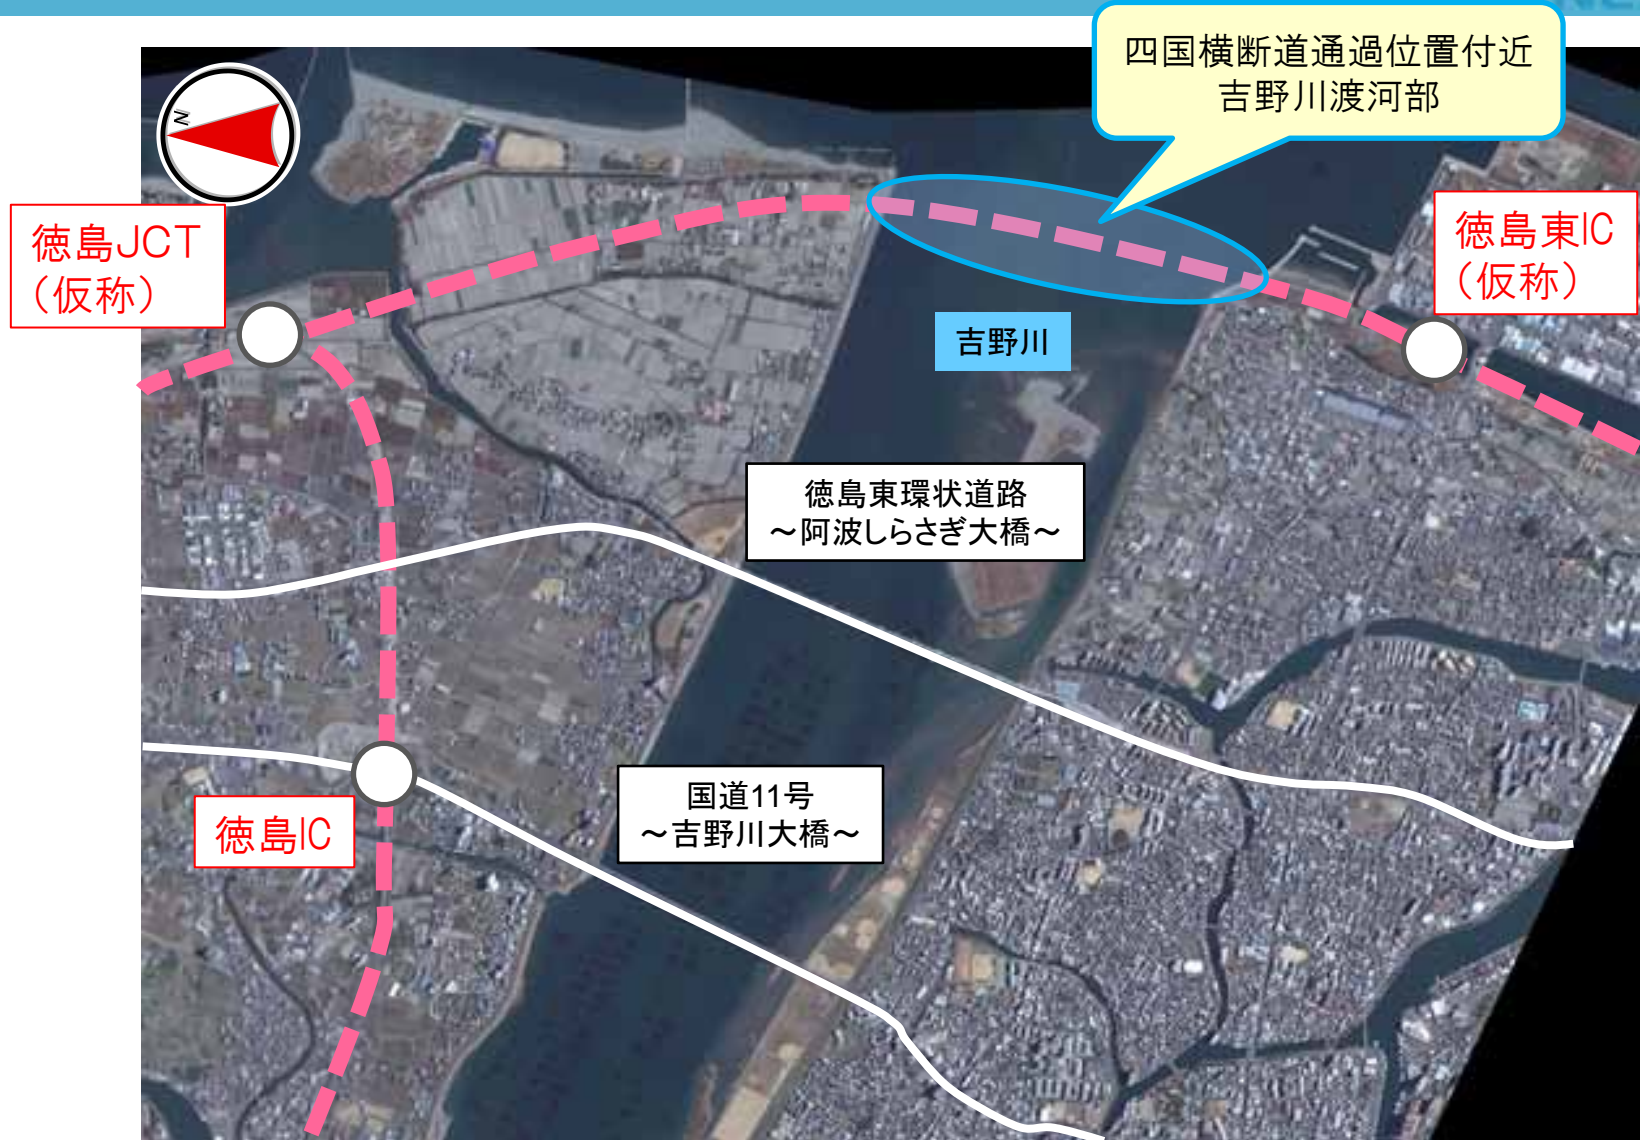 四国横断道通過位置付近
吉野川渡河部
N
徳島JCT
（仮称）
徳島東IC
（仮称）
吉野川
徳島東環状道路
～阿波しらさぎ大橋～
国道11号
～吉野川大橋～
徳島IC